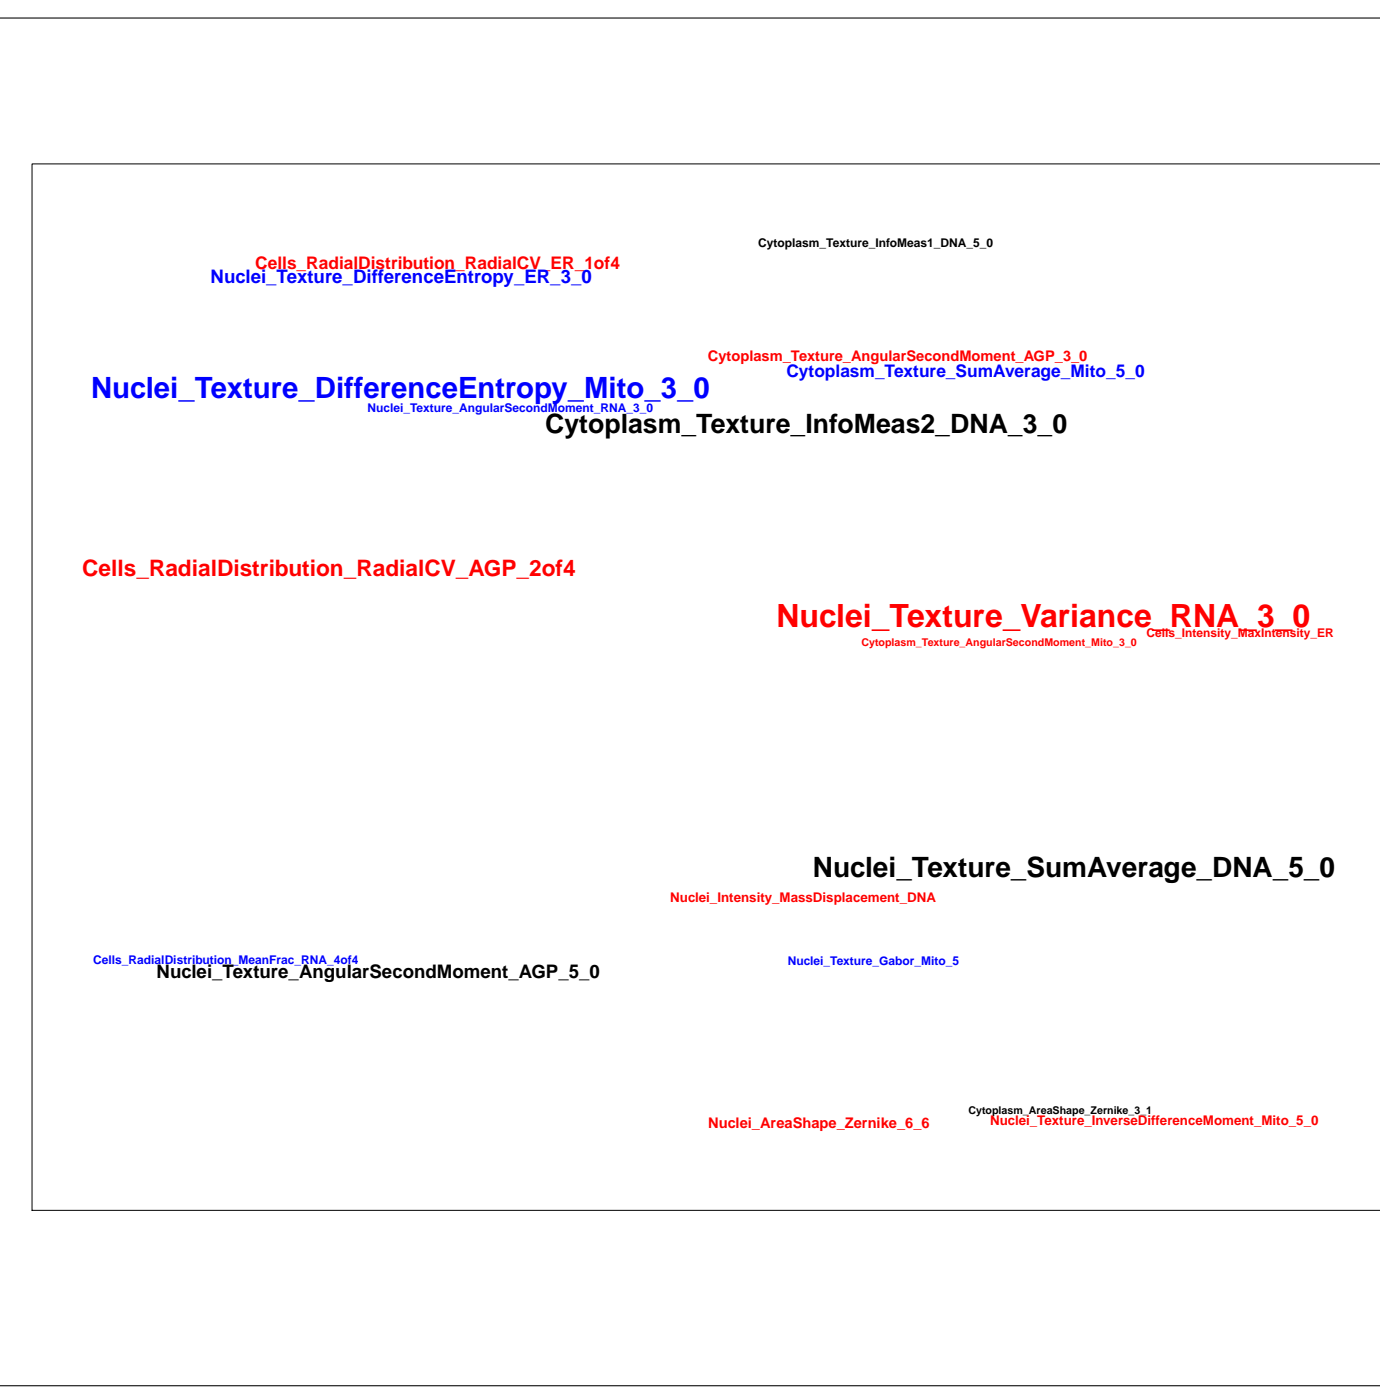 Cytoplasm_Texture_InfoMeas1_DNA_5_0
Cells_RadialDistribution_RadialCV_ER_1of4
Nuclei_Texture_DifferenceEntropy_ER_3_0
Cytoplasm_Texture_AngularSecondMoment_AGP_3_0
Cytoplasm_Texture_SumAverage_Mito_5_0
Nuclei_Texture_DifferenceEntropy_Mito_3_0
Nuclei_Texture_AngularSecondMoment_RNA_3_0
Cytoplasm_Texture_InfoMeas2_DNA_3_0
Cells_RadialDistribution_RadialCV_AGP_2of4
Nuclei_Texture_Variance_RNA_3_0
Cells_Intensity_MaxIntensity_ER
Cytoplasm_Texture_AngularSecondMoment_Mito_3_0
Nuclei_Texture_SumAverage_DNA_5_0
Nuclei_Intensity_MassDisplacement_DNA
Cells_RadialDistribution_MeanFrac_RNA_4of4
Nuclei_Texture_Gabor_Mito_5
Nuclei_Texture_AngularSecondMoment_AGP_5_0
Cytoplasm_AreaShape_Zernike_3_1
Nuclei_Texture_InverseDifferenceMoment_Mito_5_0
Nuclei_AreaShape_Zernike_6_6